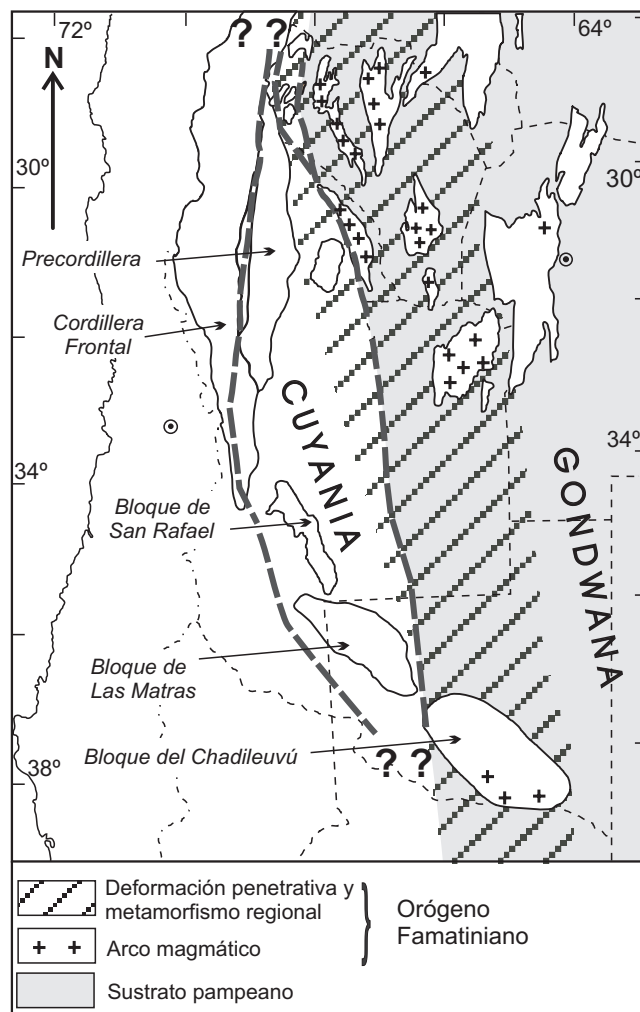 72º
? ?
64º
N
30º
30º
Precordillera
Cordillera
Frontal
CUYANIA
34º
34º
GONDWANA
Bloque de
San Rafael
Bloque de
Las Matras
Bloque del Chadileuvú
? ?
38º
Deformación penetrativa y
metamorfismo regional
Orógeno
Famatiniano
Arco magmático
Sustrato pampeano